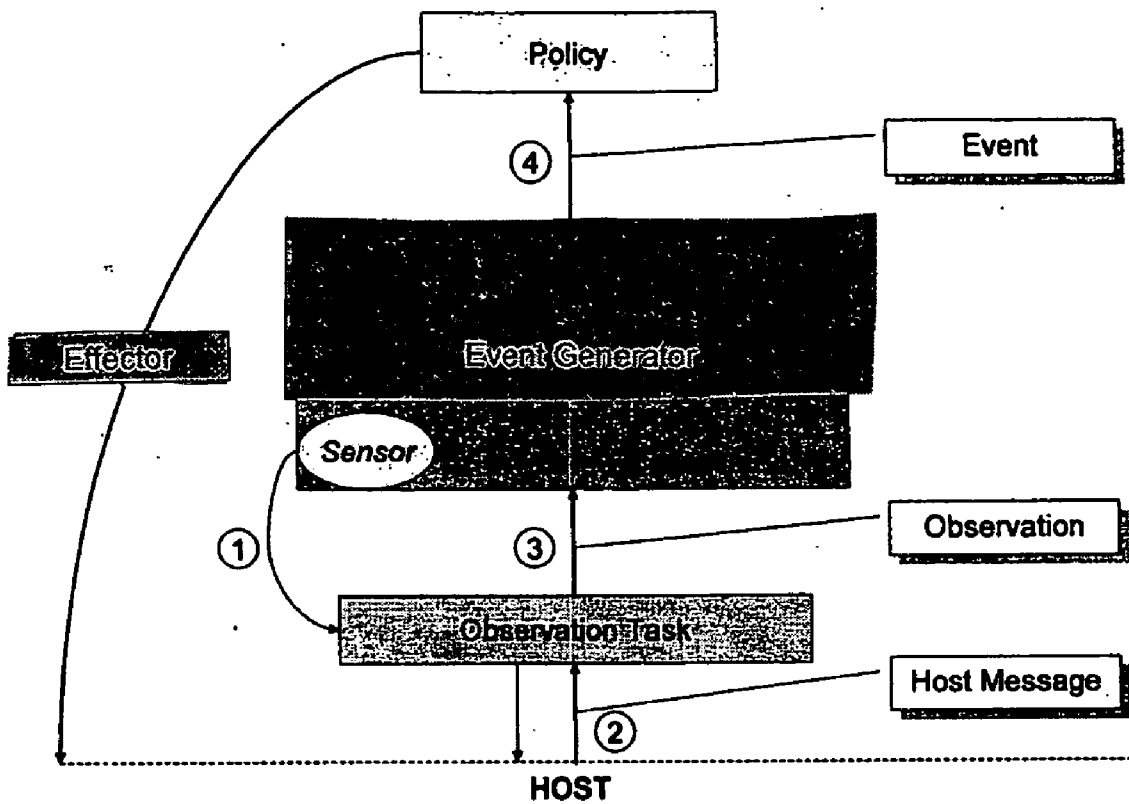 Policy
④
Event
Effector
Event Generator
Sensor
①
③
Observation
Observation Task
Host Message
②
HOST